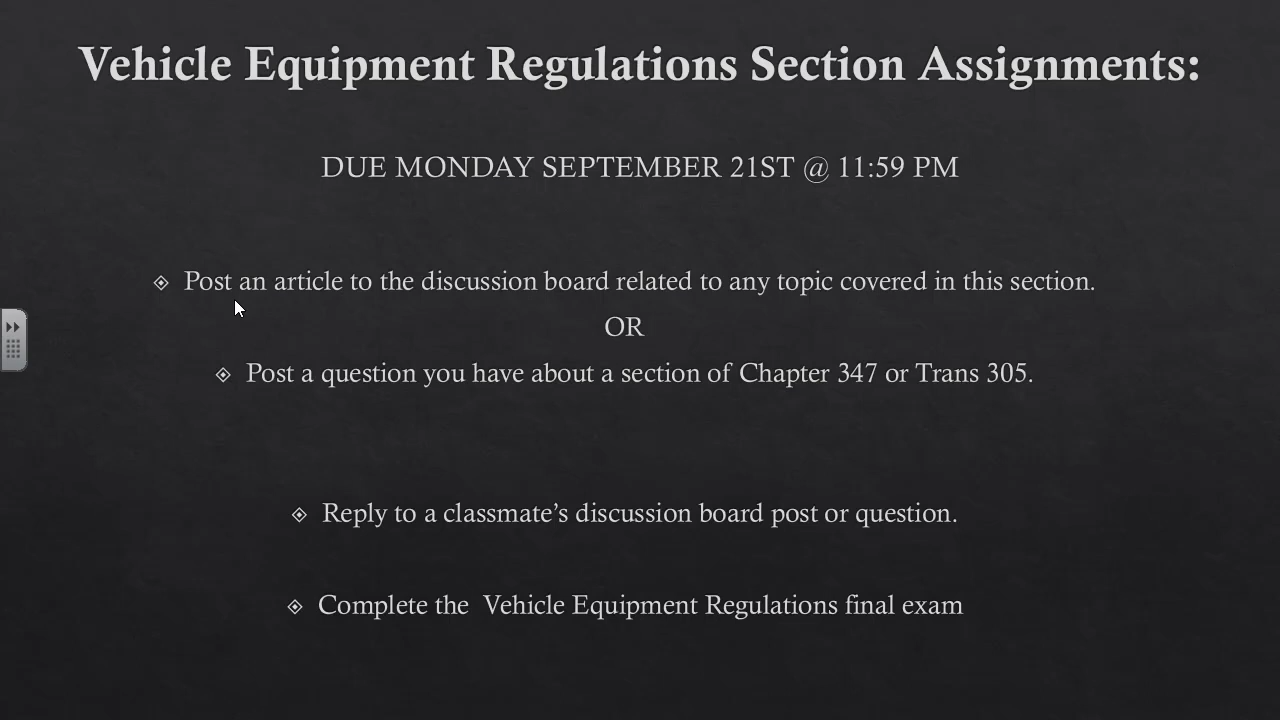 Vehicle Equipment Regulations Section Assignments:
DUE MONDAY SEPTEMBER 21ST @ 11:59 PM
Post an article to the discussion board related to any topic covered in this section.
OR
Post a question you have about a section of Chapter 347 or Trans 305.
Reply to a classmate’s discussion board post or question.
Complete the  Vehicle Equipment Regulations final exam